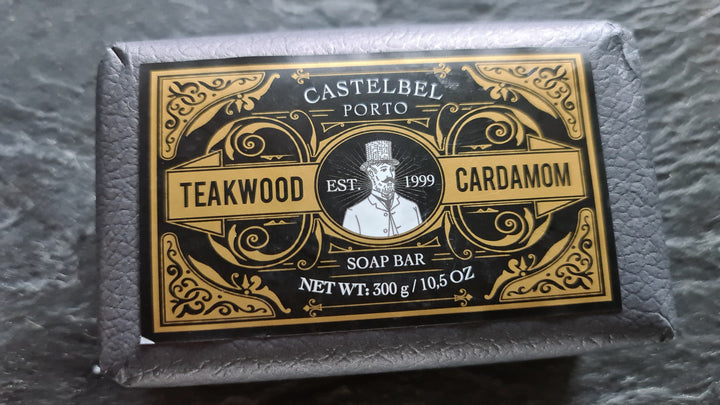 CASTELBEL
PORTO
TEAKWOOD EST. 1999 CARDAMOM
SOAP BAR
NET WT: 300 g / 10,5 OZ